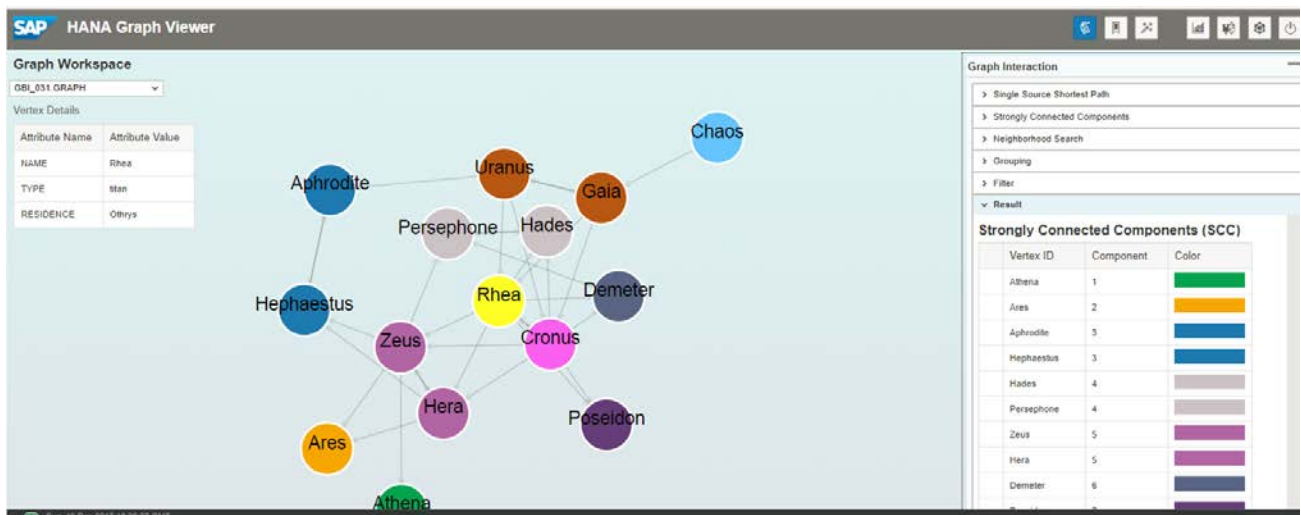 SAP HANA Graph Viewer
Graph Workspace
GBI_031.GRAPH
Vertex Details
Attribute Name Attribute Value
NAME Rhea
TYPE titan
RESIDENCE Othrys
Chaos
Uranus
Aphrodite
Gaia
Persephone
Hades
Rhea
Demeter
Hephaestus
Zeus
Cronus
Hera
Poseidon
Ares
Athena
Graph Interaction
Single Source Shortest Path
Strongly Connected Components
Neighborhood Search
Grouping
Filter
Result
Strongly Connected Components (SCC)
Vertex ID Component Color
Athena 1
Ares 2
Aphrodite 3
Hephaestus 3
Hades 4
Persephone 4
Zeus 5
Hera 5
Demeter 6